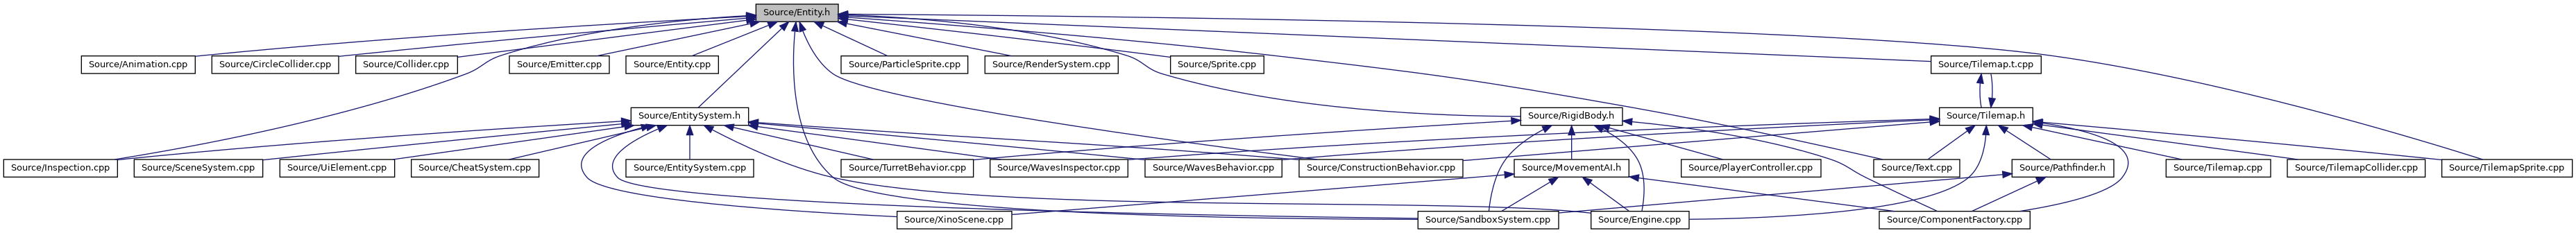 Source/Entity.h
Source/Animation.cpp
Source/CircleCollider.cpp
Source/Collider.cpp
Source/Emitter.cpp
Source/Entity.cpp
Source/ParticleSprite.cpp
Source/RenderSystem.cpp
Source/Sprite.cpp
Source/Tilemap.t.cpp
Source/EntitySystem.h
Source/RigidBody.h
Source/Tilemap.h
Source/Inspection.cpp
Source/SceneSystem.cpp
Source/UiElement.cpp
Source/CheatSystem.cpp
Source/EntitySystem.cpp
Source/TurretBehavior.cpp
Source/WavesInspector.cpp
Source/WavesBehavior.cpp
Source/ConstructionBehavior.cpp
Source/MovementAI.h
Source/PlayerController.cpp
Source/Text.cpp
Source/Pathfinder.h
Source/Tilemap.cpp
Source/TilemapCollider.cpp
Source/TilemapSprite.cpp
Source/XinoScene.cpp
Source/SandboxSystem.cpp
Source/Engine.cpp
Source/ComponentFactory.cpp